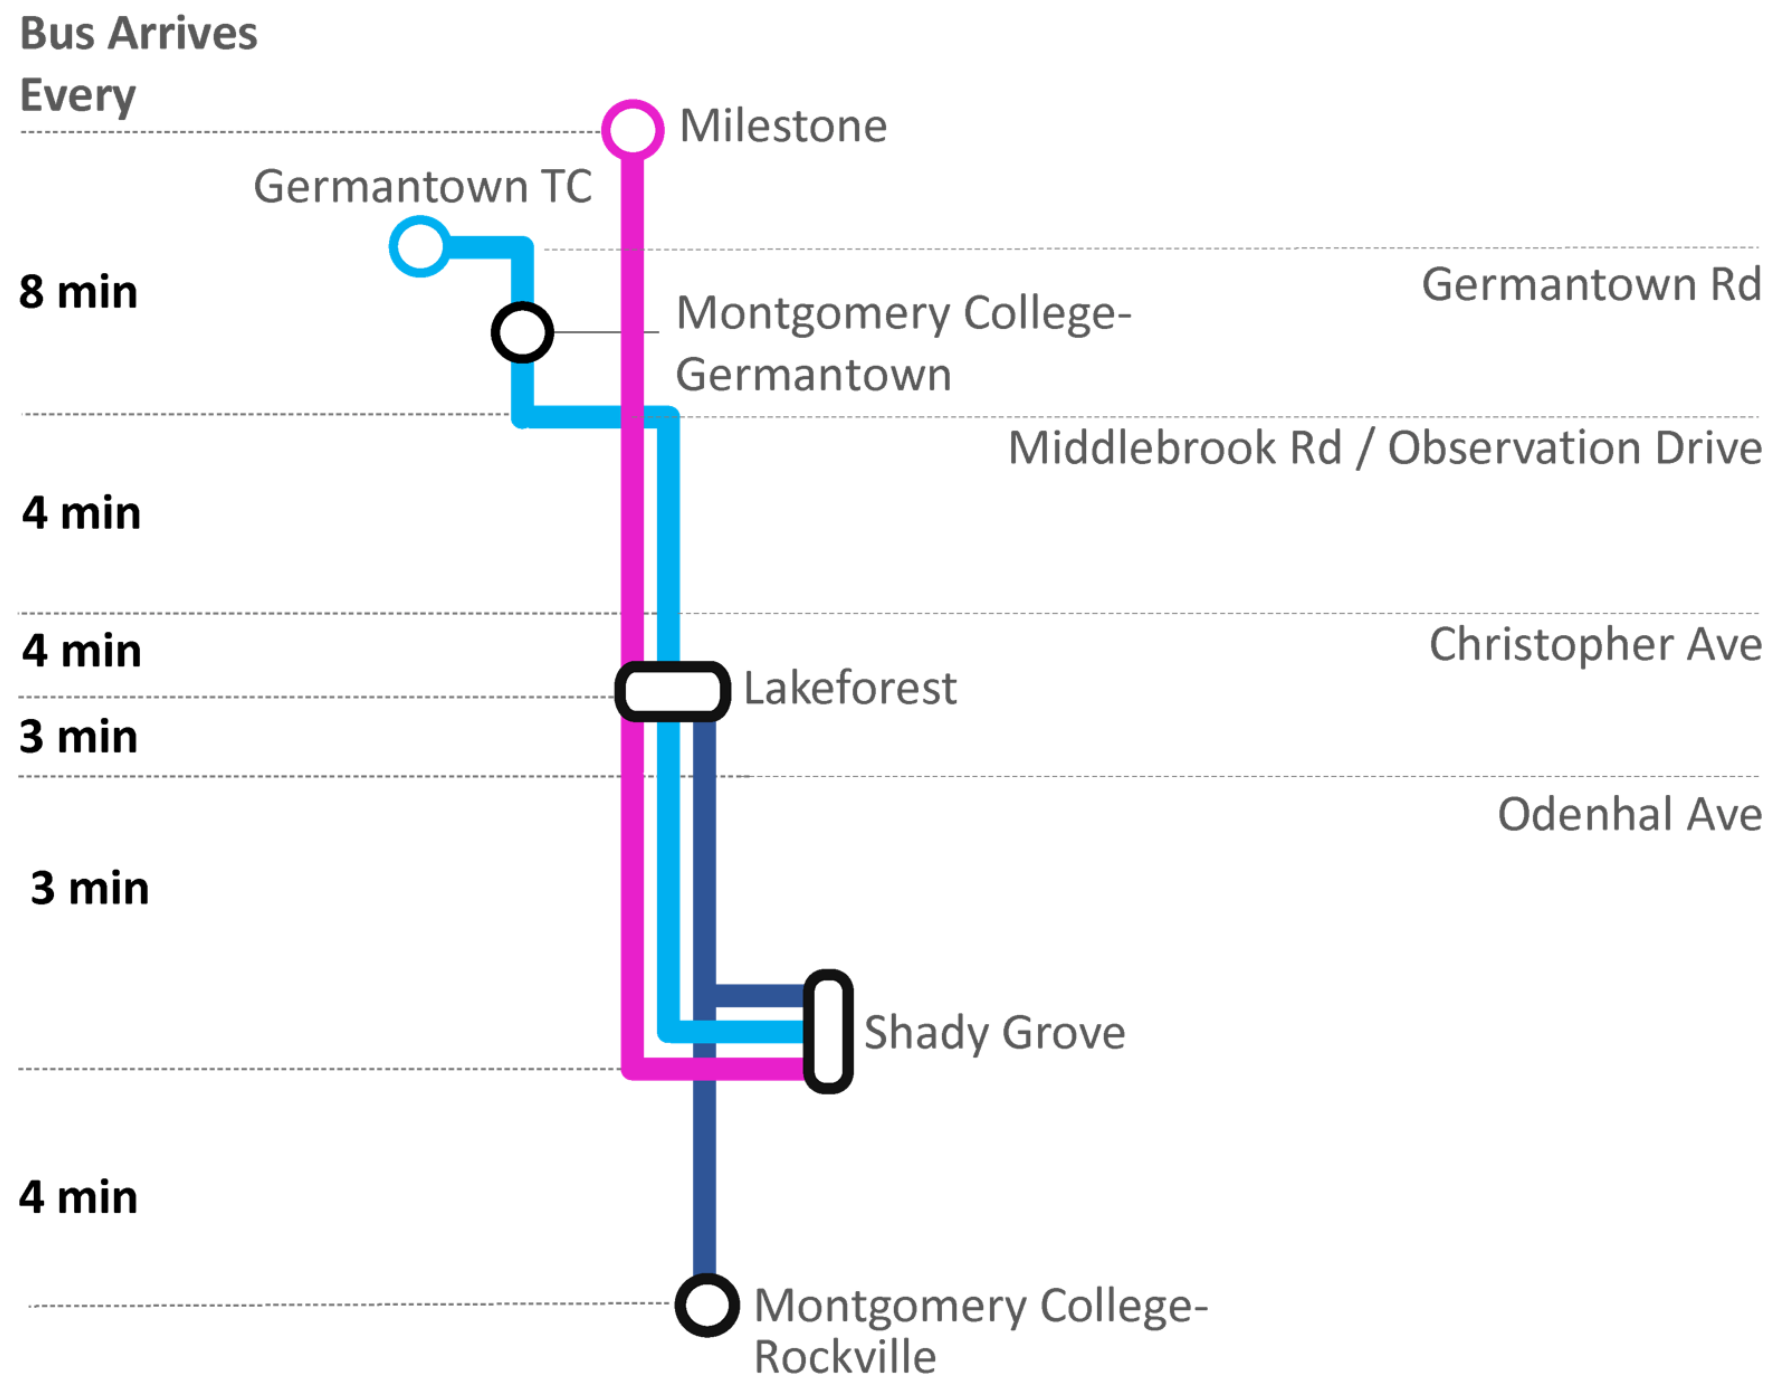 Bus Arrives
Every
Milestone
Germantown TC
8 min
Germantown Rd
Montgomery College-
Germantown
Middlebrook Rd / Observation Drive
4 min
4 min
Christopher Ave
Lakeforest
3 min
Odenhal Ave
3 min
Shady Grove
4 min
Montgomery College-
Rockville